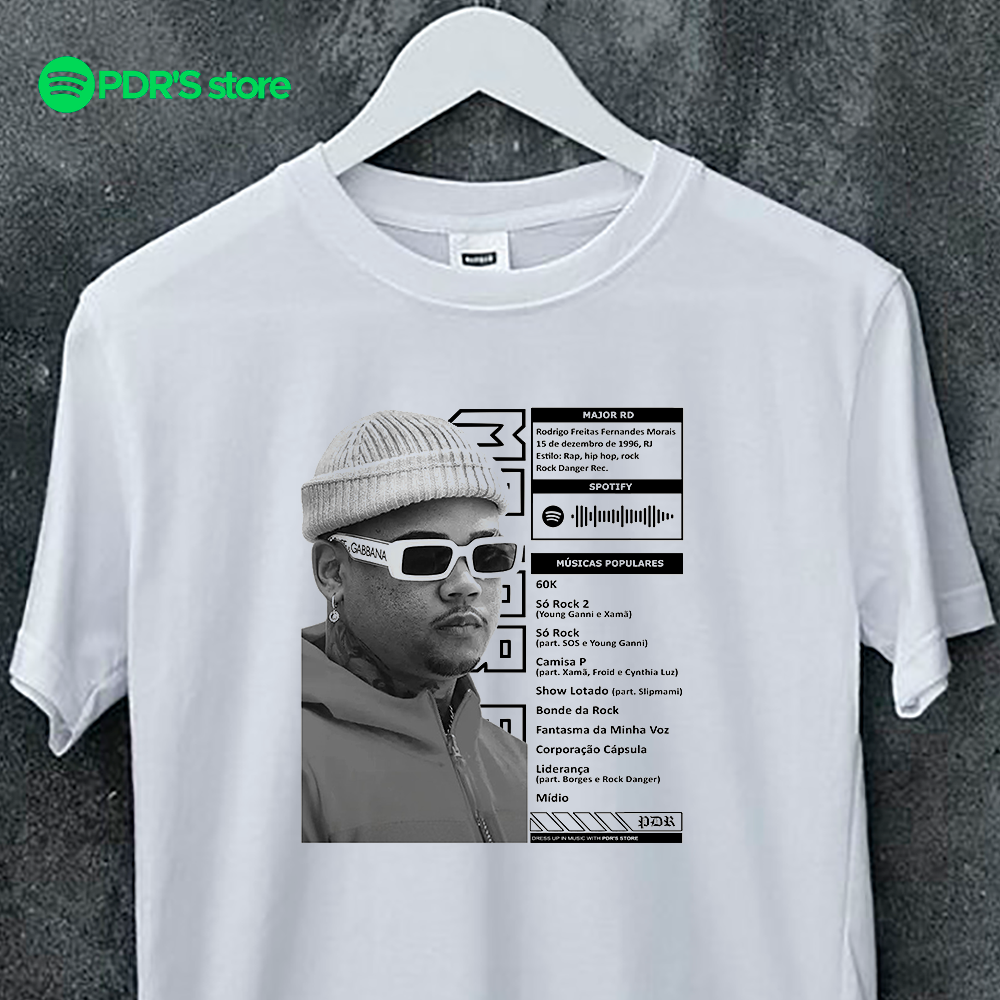 PDR'S store
MAJOR RD
Rodrigo Freitas Fernandes Morais
15 de dezembro de 1996, RJ
Estilo: Rap, hip hop, rock
Rock Danger Rec.
SPOTIFY
GABBANA
MÚSICAS POPULARES
60K
Só Rock 2
(Young Ganni e Xamã)
Só Rock
(part. SOS e Young Ganni)
Camisa P
(part. Xamã, Froid e Cynthia Luz)
Show Lotado (part. Slipmami)
Bonde da Rock
Fantasma da Minha Voz
Corporação Cápsula
Liderança
(part. Borges e Rock Danger)
Mídio
PDR
DRESS UP IN MUSIC WITH PDR'S STORE